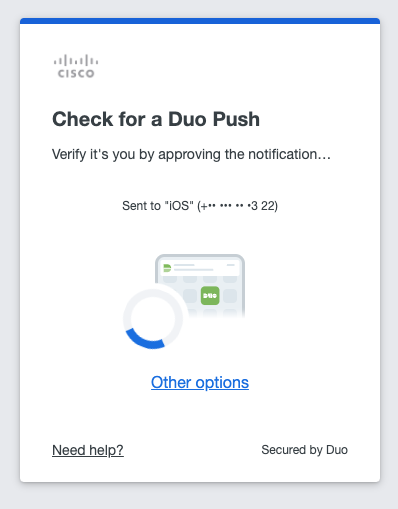 CISCO
Check for a Duo Push
Verify it's you by approving the notification…
Sent to "iOS" (+•• ••• •• •3 22)
DUO
Other options
Need help?
Secured by Duo